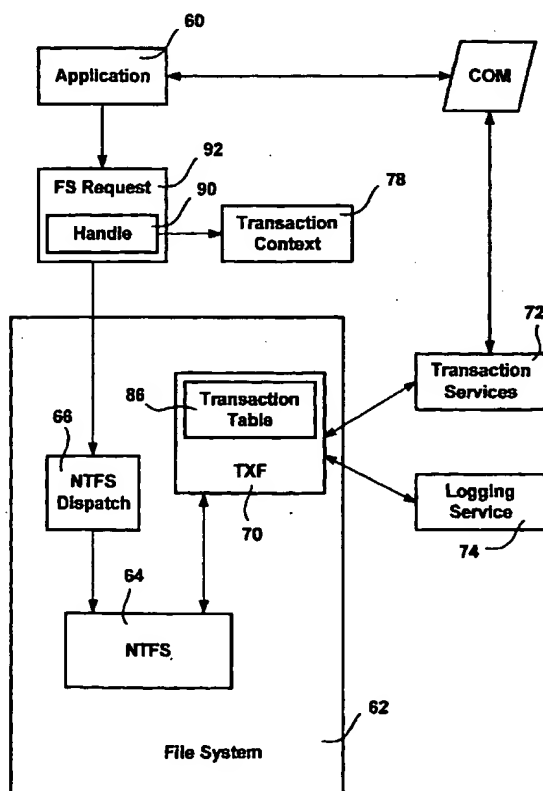 60
Application
COM
92
FS Request
90
Handle
78
Transaction
Context
72
Transaction
Services
86
Transaction
Table
66
NTFS
Dispatch
TXF
70
Logging
Service
74
64
NTFS
62
File System